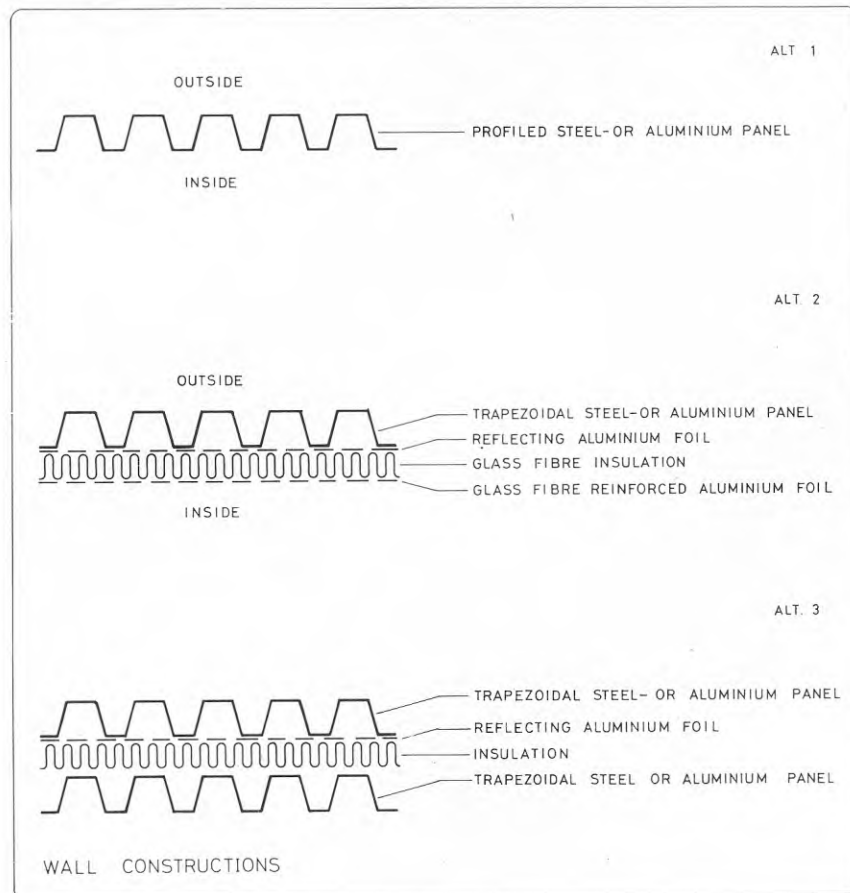 ALT 1
OUTSIDE
PROFILED STEEL-OR ALUMINIUM PANEL
INSIDE
ALT. 2
OUTSIDE
TRAPEZOIDAL STEEL-OR ALUMINIUM PANEL
REFLECTING ALUMINIUM FOIL
GLASS FIBRE INSULATION
GLASS FIBRE REINFORCED ALUMINIUM FOIL
INSIDE
ALT. 3
TRAPEZOIDAL STEEL-OR ALUMINIUM PANEL
REFLECTING ALUMINIUM FOIL
INSULATION
TRAPEZOIDAL STEEL OR ALUMINIUM PANEL
WALL CONSTRUCTIONS